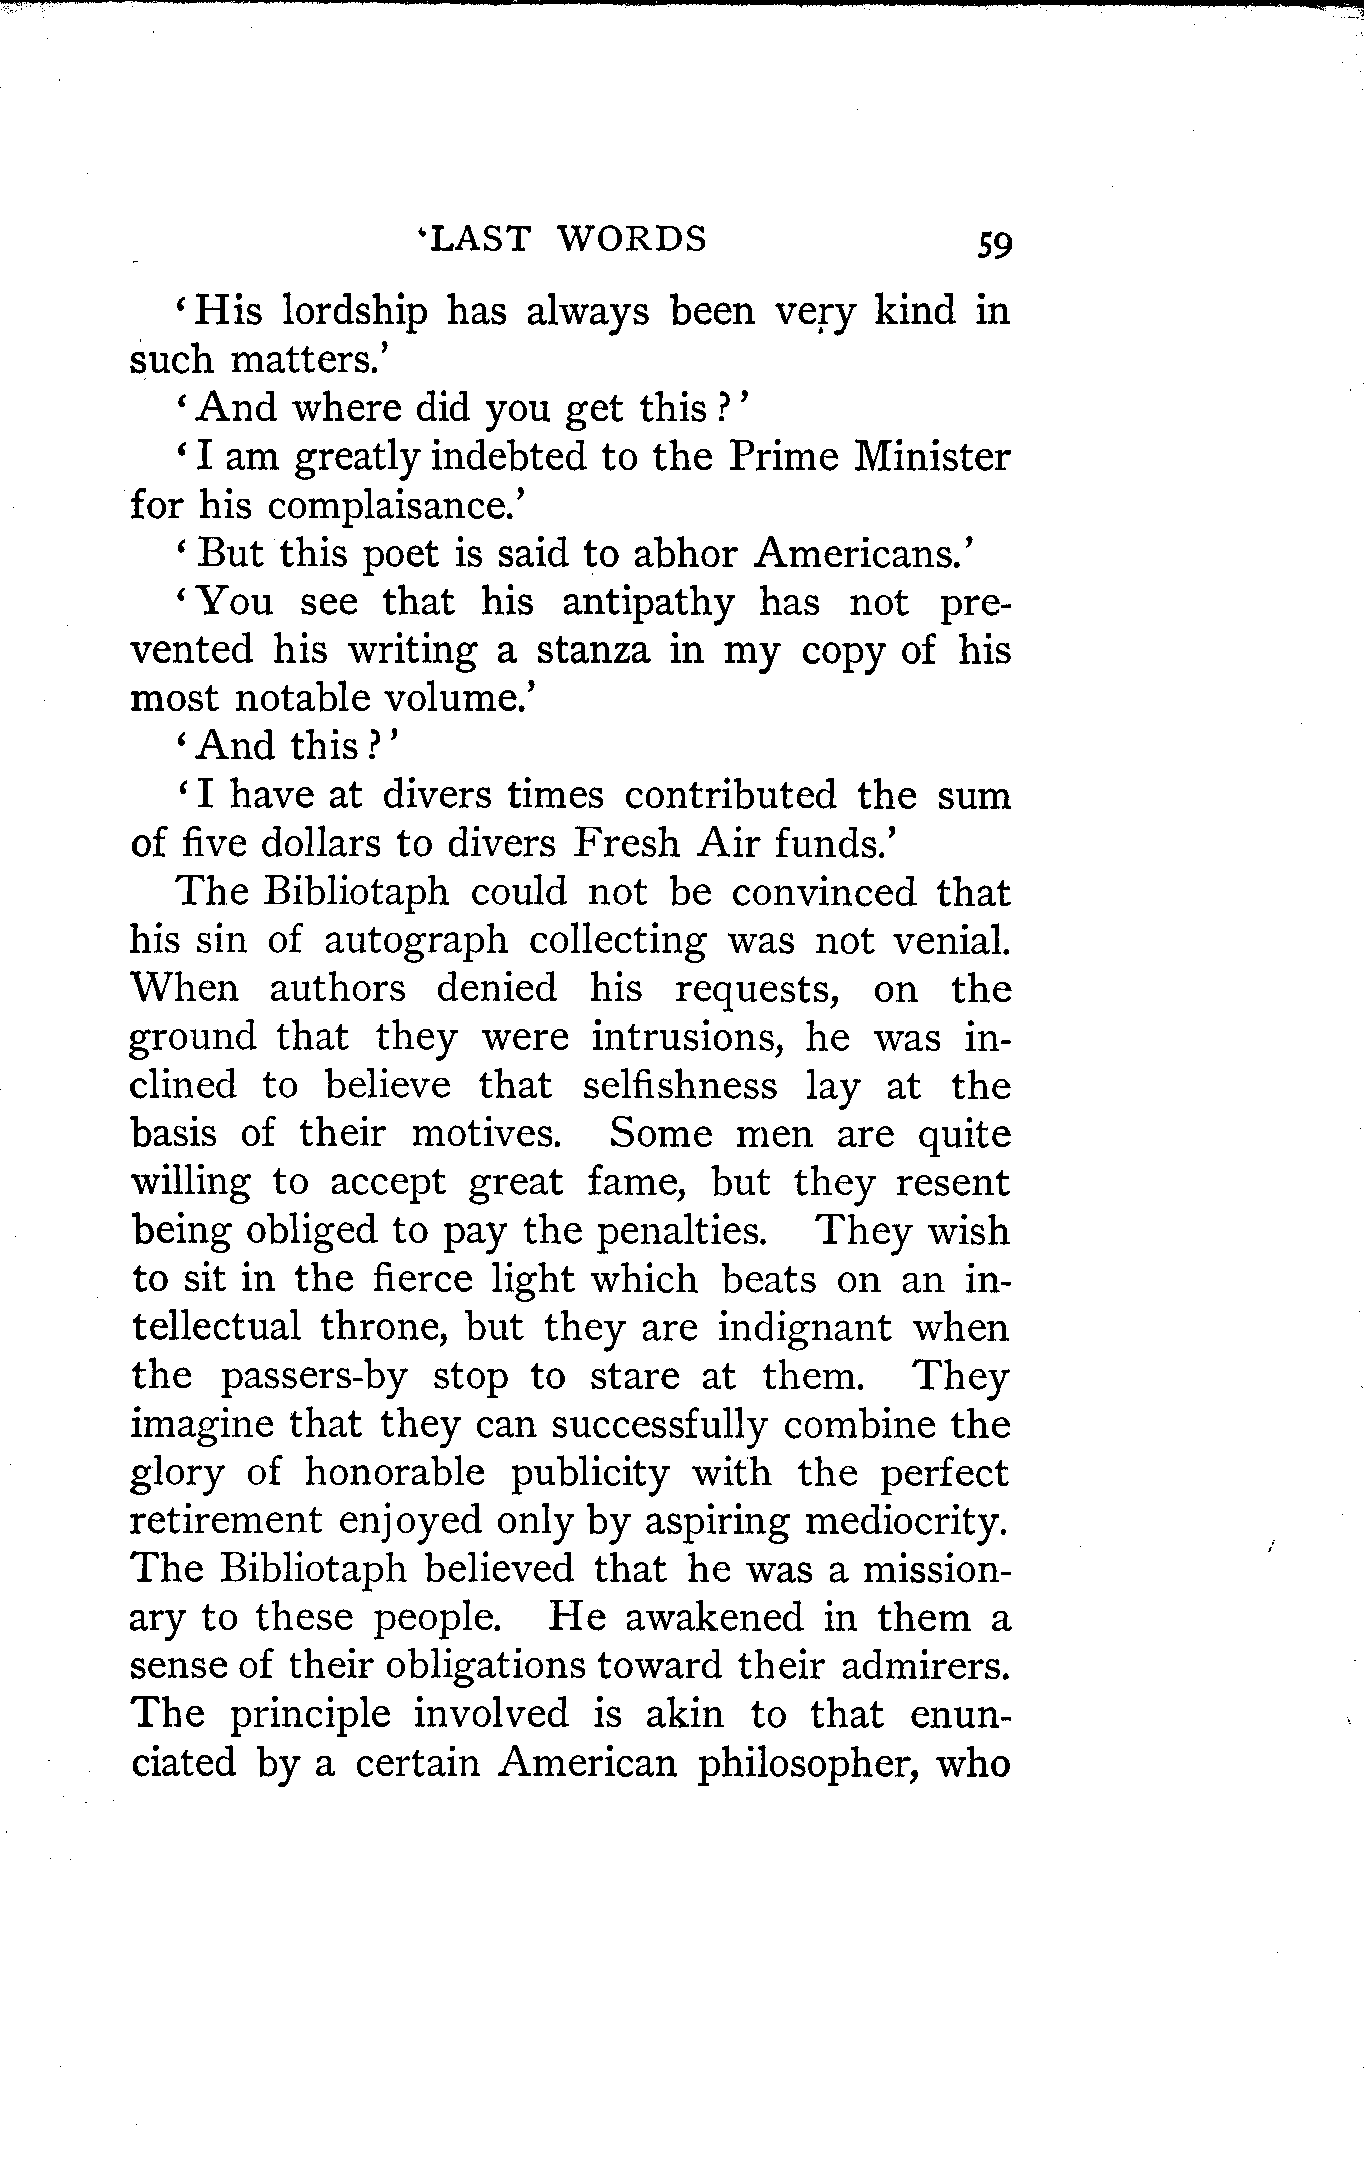 ‘LAST WORDS 59
‘His lordship has always been very kind in
such matters.’
‘And where did you get this?’
‘I am greatly indebted to the Prime Minister
for his complaisance.’
‘But this poet is said to abhor Americans.’
‘You see that his antipathy has not pre-
vented his writing a stanza in my copy of his
most notable volume.’
‘And this?’
‘I have at divers times contributed the sum
of five dollars to divers Fresh Air funds.’
The Bibliotaph could not be convinced that
his sin of autograph collecting was not venial.
When authors denied his requests, on the
ground that they were intrusions, he was in-
clined to believe that selfishness lay at the
basis of their motives. Some men are quite
willing to accept great fame, but they resent
being obliged to pay the penalties. They wish
to sit in the fierce light which beats on an in-
tellectual throne, but they are indignant when
the passers-by stop to stare at them. They
imagine that they can successfully combine the
glory of honorable publicity with the perfect
retirement enjoyed only by aspiring mediocrity.
The Bibliotaph believed that he was a mission-
ary to these people. He awakened in them a
sense of their obligations toward their admirers.
The principle involved is akin to that enun-
ciated by a certain American philosopher, who